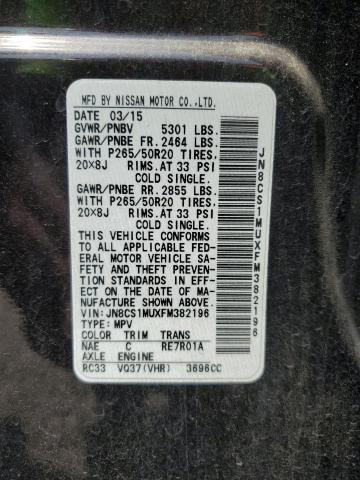 MFD BY NISSAN MOTOR CO.,LTD.
DATE 03/15
GVWR/PNBV 5301 LBS.
GAWR/PNBE FR. 2464 LBS.
WITH P265/50R20 TIRES,
20X8J RIMS.AT 33 PSI
COLD SINGLE.
GAWR/PNBE RR. 2855 LBS.
WITH P265/50R20 TIRES,
20X8J RIMS.AT 33 PSI
COLD SINGLE.
THIS VEHICLE CONFORMS
TO ALL APPLICABLE FED-
ERAL MOTOR VEHICLE SA-
FETY AND THEFT PREVEN-
TION STANDARDS IN EFF-
ECT ON THE DATE OF MA-
NUFACTURE SHOWN ABOVE.
VIN: JN8CS1MUXFM382196
TYPE: MPV
COLOR TRIM TRANS
NAE C RE7R01A
AXLE ENGINE
RC33 VQ37(VHR) 3696CC
JN8CS1MUXFM382196